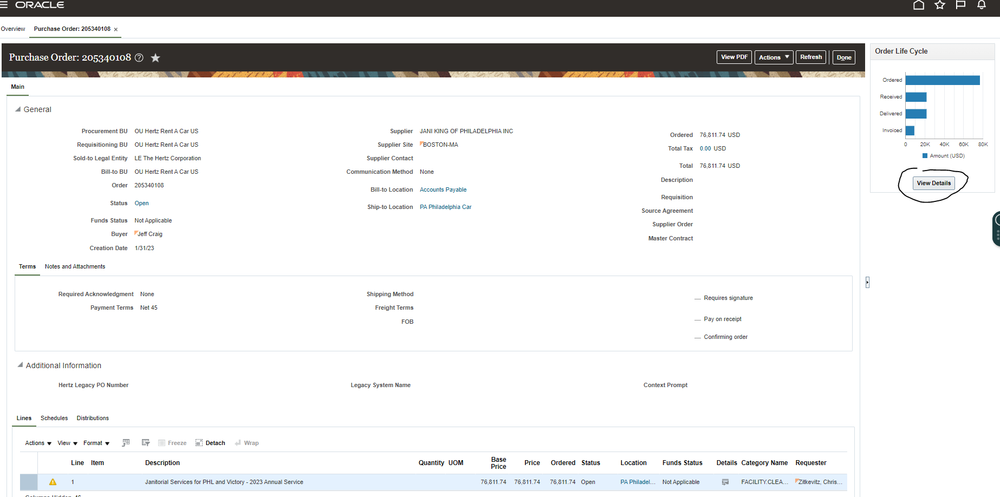 ORACLE
Overview Purchase Order: 205340108 ×
Purchase Order: 205340108 ?
View PDF Actions Refresh Done
Main
General
Procurement BU OU Hertz Rent A Car US
Requisitioning BU OU Hertz Rent A Car US
Sold-to Legal Entity LE The Hertz Corporation
Bill-to BU OU Hertz Rent A Car US
Order 205340108
Status Open
Funds Status Not Applicable
Buyer Jeff Craig
Creation Date 1/31/23
Supplier JANI KING OF PHILADELPHIA INC
Supplier Site BOSTON-MA
Supplier Contact
Communication Method None
Bill-to Location Accounts Payable
Ship-to Location PA Philadelphia Car
Ordered 76,811.74 USD
Total Tax 0.00 USD
Total 76,811.74 USD
Description
Requisition
Source Agreement
Supplier Order
Master Contract
Terms Notes and Attachments
Required Acknowledgment None
Payment Terms Net 45
Shipping Method
Freight Terms
FOB
Requires signature
Pay on receipt
Confirming order
Additional Information
Hertz Legacy PO Number Legacy System Name Context Prompt
Lines Schedules Distributions
Actions View Format Freeze Detach Wrap
Line Item Description Quantity UOM Base Price Price Ordered Status Location Funds Status Details Category Name Requester
1 Janitorial Services for PHL and Victory - 2023 Annual Service 76,811.74 76,811.74 76,811.74 Open PA Philadel... Not Applicable FACILITY.CLEA... Zitkevitz, Chris...
Order Life Cycle
Ordered
Received
Delivered
Invoiced
0 20K 40K 60K 80K
Amount (USD)
View Details